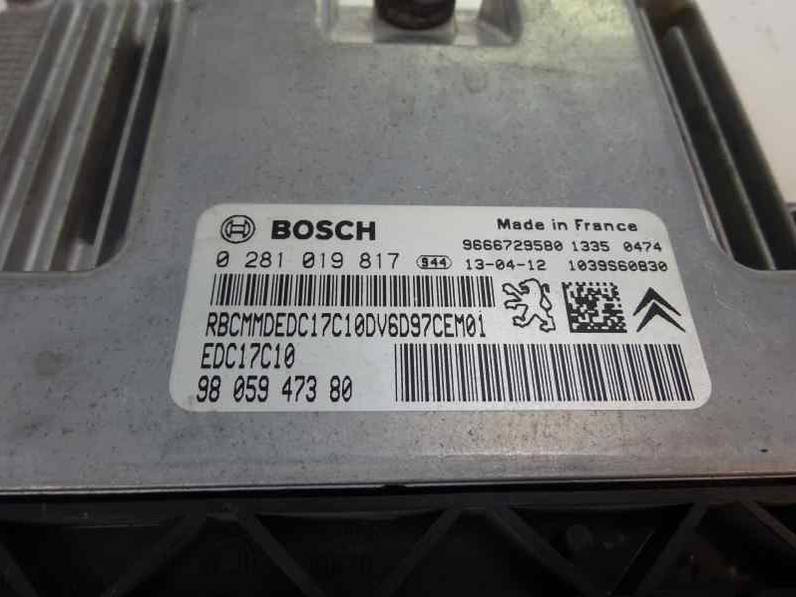 BOSCH
Made in France
9666729580 1335 0474
0 281 019 817 944 13-04-12 1039S60830
RBCMMDEDC17C10DV6D97CEM01
EDC17C10
98 059 473 80